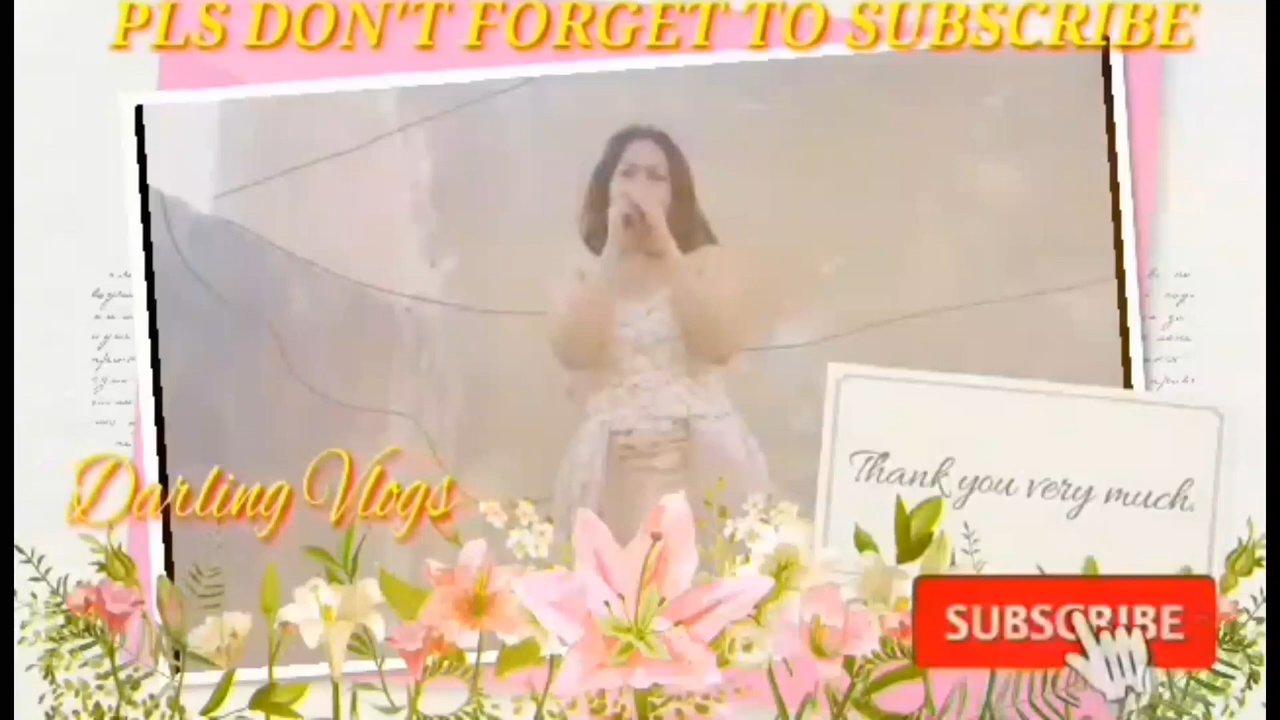 PLS DON'T FORGET TO SUBSCRIBE
Darling Vlogs
Thank you very much.
SUBSCRIBE